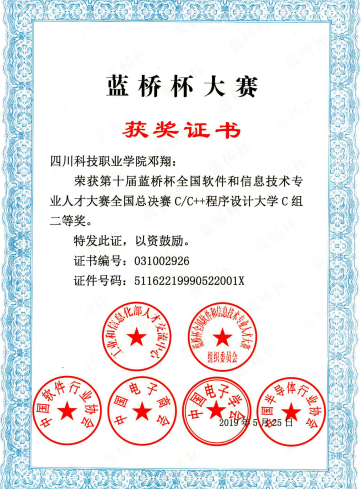 蓝桥杯大赛
获奖证书
四川科技职业学院邓翔：
荣获第十届蓝桥杯全国软件和信息技术专
业人才大赛全国总决赛 C/C++程序设计大学 C 组
二等奖。
特发此证，以资鼓励。
证书编号：031002926
证件号码：51162219990522001X
工业和信息化部人才交流中心
蓝桥杯全国软件和信息技术专业人才大赛
组织委员会
中国软件行业协会
中国电子商会
中国电子学会
中国半导体行业协会
2019 年 5 月 25 日